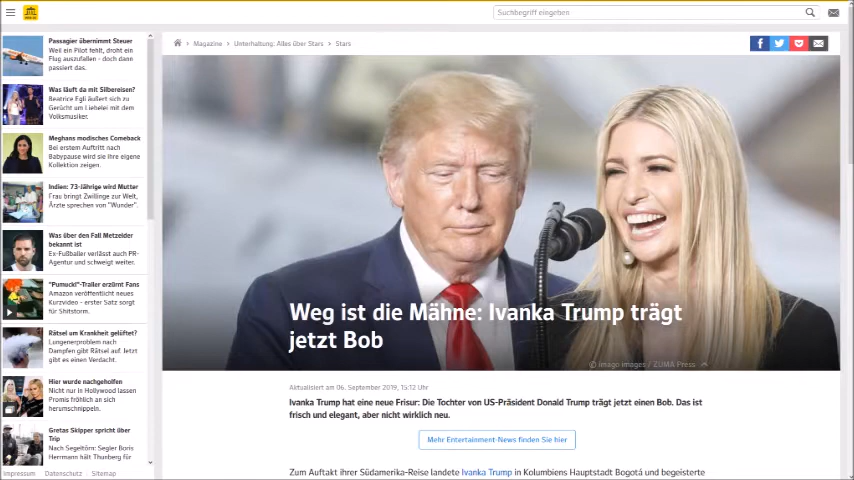 WEB.DE
Suchbegriff eingeben
Magazine > Unterhaltung: Alles über Stars > Stars
Passagier übernimmt Steuer
Weil ein Pilot fehlt, droht ein
Flug auszufallen - doch dann
passiert das.
Was läuft da mit Silbereisen?
Beatrice Egli äußert sich zu
Gerücht um Liebelei mit dem
Volksmusiker.
Meghans modisches Comeback
Bei erstem Auftritt nach
Babypause wird sie ihre eigene
Kollektion zeigen.
Indien: 73-Jährige wird Mutter
Frau bringt Zwillinge zur Welt,
Ärzte sprechen von "Wunder".
Was über den Fall Metzelder
bekannt ist
Ex-Fußballer verlässt auch PR-
Agentur und schweigt weiter.
"Pumuckl"-Trailer erzürnt Fans
Amazon veröffentlicht neues
Kurzvideo - erster Satz sorgt
für Shitstorm.
Rätsel um Krankheit gelüftet?
Lungenerproblem nach
Dampfen gibt Rätsel auf. Jetzt
gibt es einen Verdacht.
Hier wurde nachgeholfen
Nicht nur in Hollywood lassen
Promis fröhlich an sich
herumschnippeln.
Gretas Skipper spricht über
Trip
Nach Segeltörn: Segler Boris
Herrmann hält Thunberg für
Impressum Datenschutz Sitemap
Weg ist die Mähne: Ivanka Trump trägt
jetzt Bob
© imago images / ZUMA Press
Aktualisiert am 06. September 2019, 15:12 Uhr
Ivanka Trump hat eine neue Frisur: Die Tochter von US-Präsident Donald Trump trägt jetzt einen Bob. Das ist
frisch und elegant, aber nicht wirklich neu.
Mehr Entertainment-News finden Sie hier
Zum Auftakt ihrer Südamerika-Reise landete Ivanka Trump in Kolumbiens Hauptstadt Bogotá und begeisterte